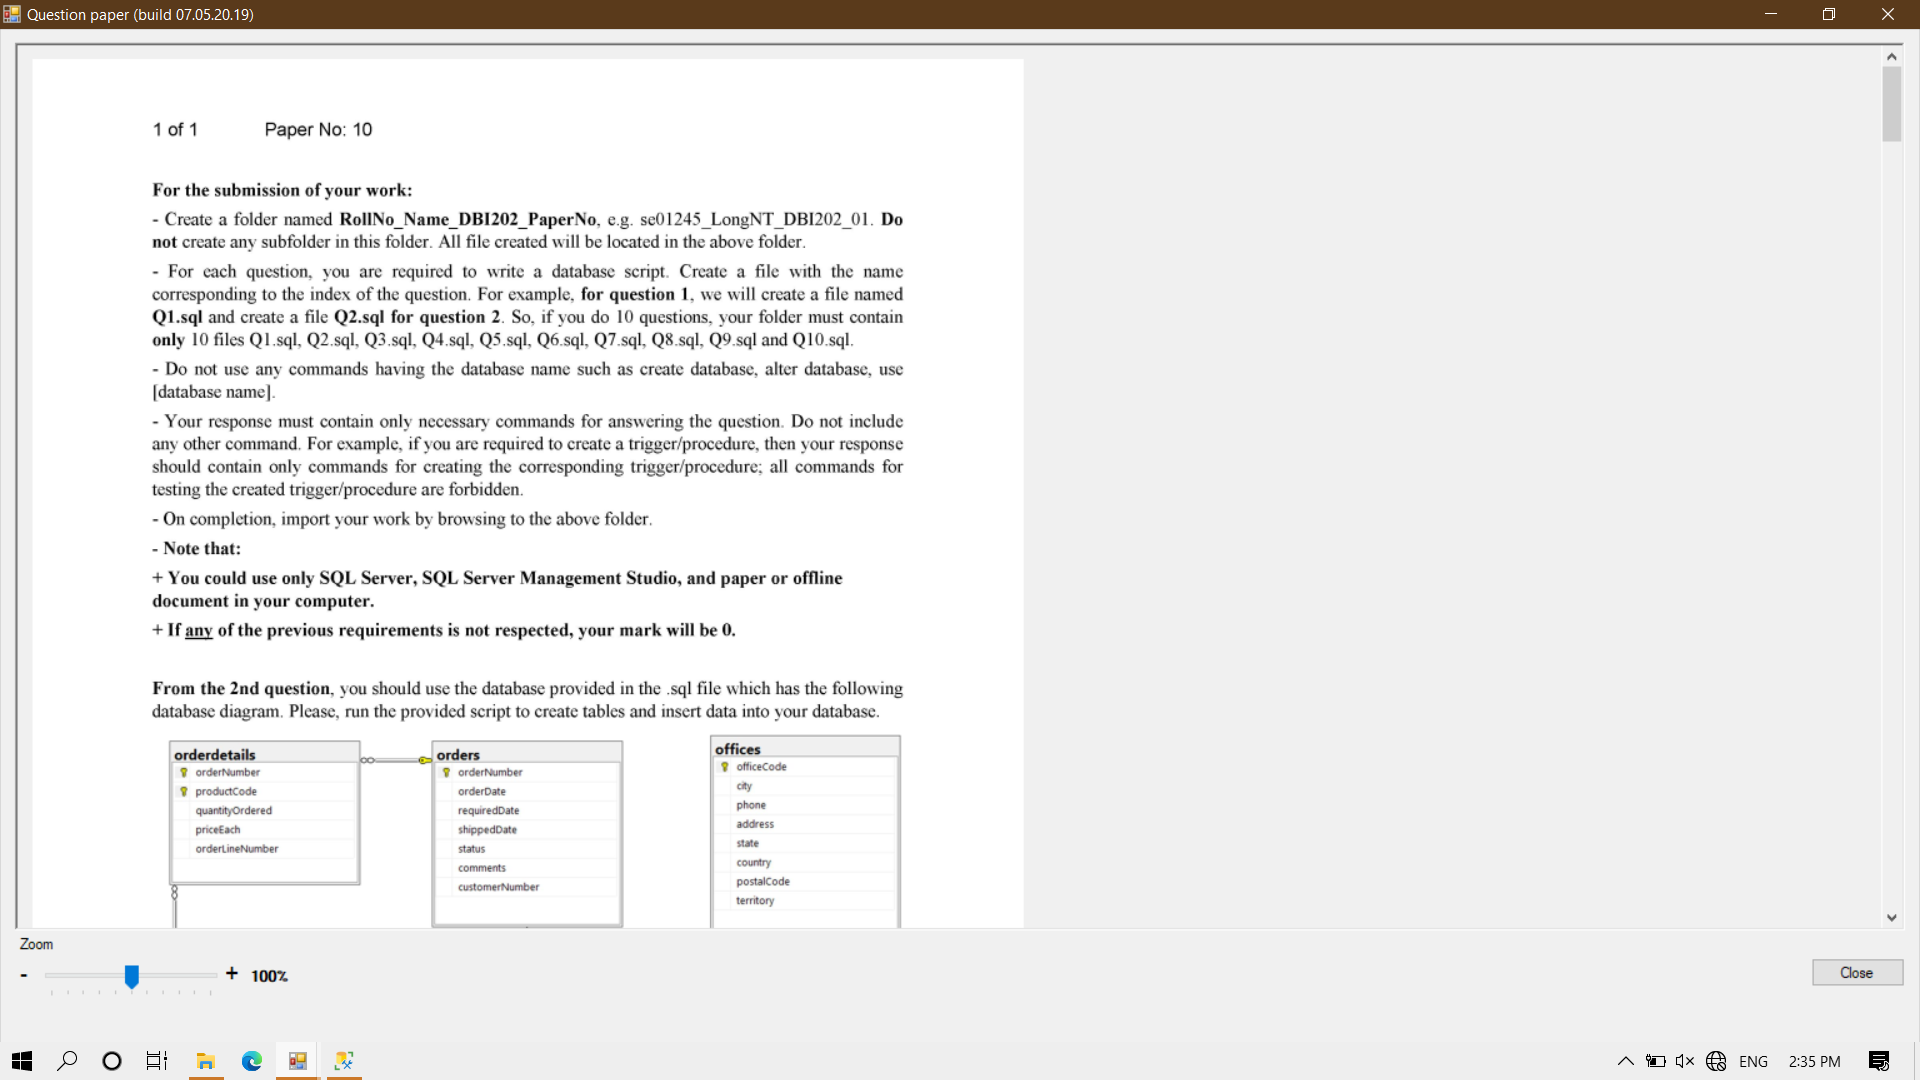 Question paper (build 07.05.20.19)
1 of 1 Paper No: 10
For the submission of your work:
- Create a folder named RollNo_Name_DBI202_PaperNo, e.g. se01245_LongNT_DBI202_01. Do
not create any subfolder in this folder. All file created will be located in the above folder.
- For each question, you are required to write a database script. Create a file with the name
corresponding to the index of the question. For example, for question 1, we will create a file named
Q1.sql and create a file Q2.sql for question 2. So, if you do 10 questions, your folder must contain
only 10 files Q1.sql, Q2.sql, Q3.sql, Q4.sql, Q5.sql, Q6.sql, Q7.sql, Q8.sql, Q9.sql and Q10.sql.
- Do not use any commands having the database name such as create database, alter database, use
[database name].
- Your response must contain only necessary commands for answering the question. Do not include
any other command. For example, if you are required to create a trigger/procedure, then your response
should contain only commands for creating the corresponding trigger/procedure; all commands for
testing the created trigger/procedure are forbidden.
- On completion, import your work by browsing to the above folder.
- Note that:
+ You could use only SQL Server, SQL Server Management Studio, and paper or offline
document in your computer.
+ If any of the previous requirements is not respected, your mark will be 0.
From the 2nd question, you should use the database provided in the .sql file which has the following
database diagram. Please, run the provided script to create tables and insert data into your database.
orderdetails
orderNumber
productCode
quantityOrdered
priceEach
orderLineNumber
orders
orderNumber
orderDate
requiredDate
shippedDate
status
comments
customerNumber
offices
officeCode
city
phone
address
state
country
postalCode
territory
Zoom
- + 100%
Close
ENG 2:35 PM